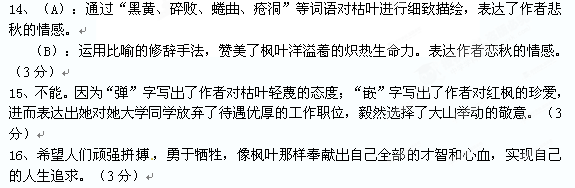 14、（A）：通过“黑黄、碎败、蜷曲、疮洞”等词语对枯叶进行细致描绘，表达了作者悲
秋的情感。
（B）：运用比喻的修辞手法，赞美了枫叶洋溢着的炽热生命力。表达作者恋秋的情感。
（3分）
15、不能。因为“弹”字写出了作者对枯叶轻蔑的态度；“嵌”字写出了作者对红枫的珍爱，
进而表达出她对她大学同学放弃了待遇优厚的工作职位，毅然选择了大山举动的敬意。（3
分）
16、希望人们顽强拼搏，勇于牺牲，像枫叶那样奉献出自己全部的才智和心血，实现自己
的人生追求。（3分）